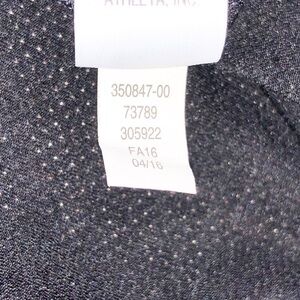 ATHLETA, INC
350847-00
73789
305922
FA16
04/16